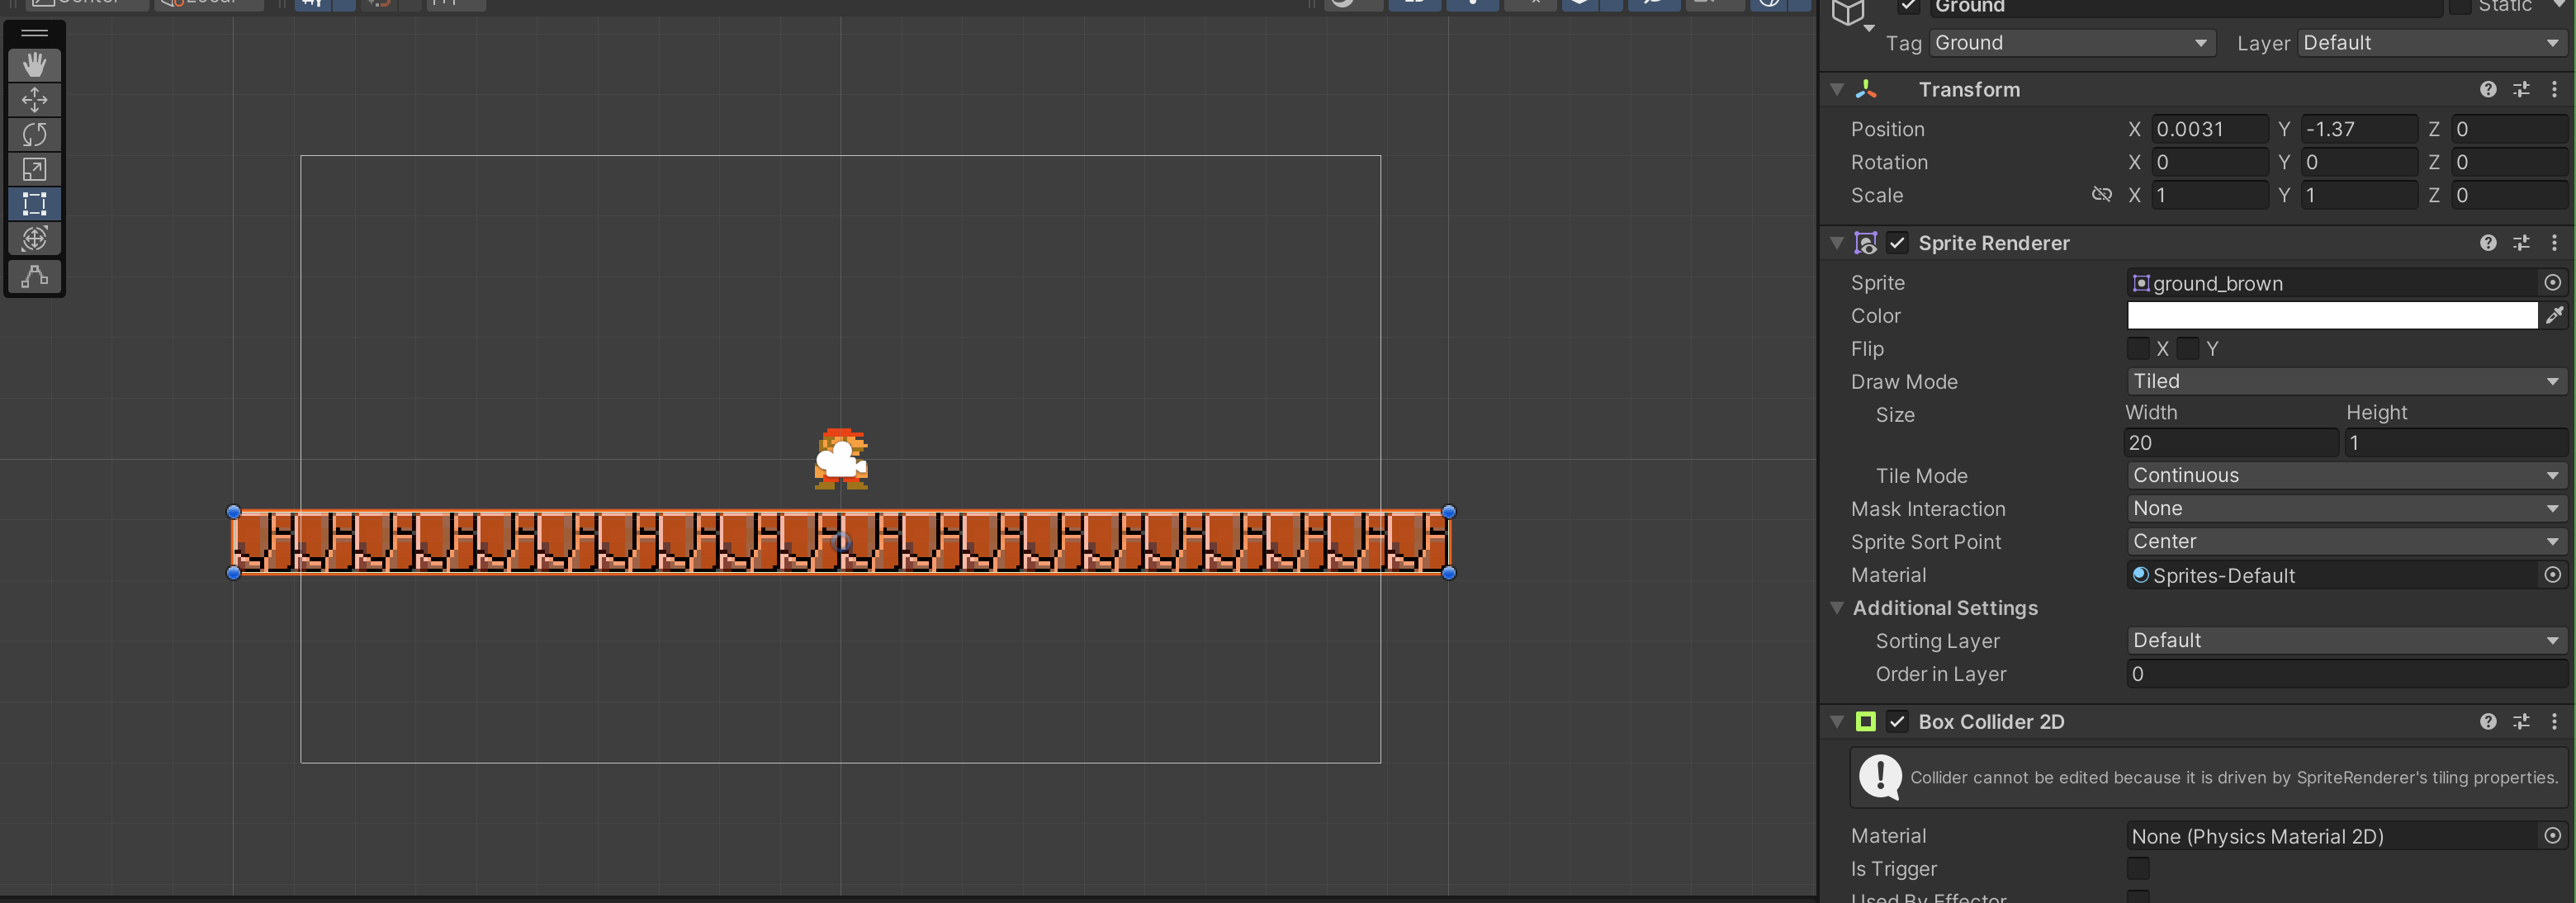 Center
Local
Ground
Static
Tag
Ground
Layer
Default
Transform
Position X 0.0031 Y -1.37 Z 0
Rotation X 0 Y 0 Z 0
Scale X 1 Y 1 Z 0
Sprite Renderer
Sprite ground_brown
Color
Flip X Y
Draw Mode Tiled
Size Width Height
20 1
Tile Mode Continuous
Mask Interaction None
Sprite Sort Point Center
Material Sprites-Default
Additional Settings
Sorting Layer Default
Order in Layer 0
Box Collider 2D
Collider cannot be edited because it is driven by SpriteRenderer's tiling properties.
Material None (Physics Material 2D)
Is Trigger
Used By Effector